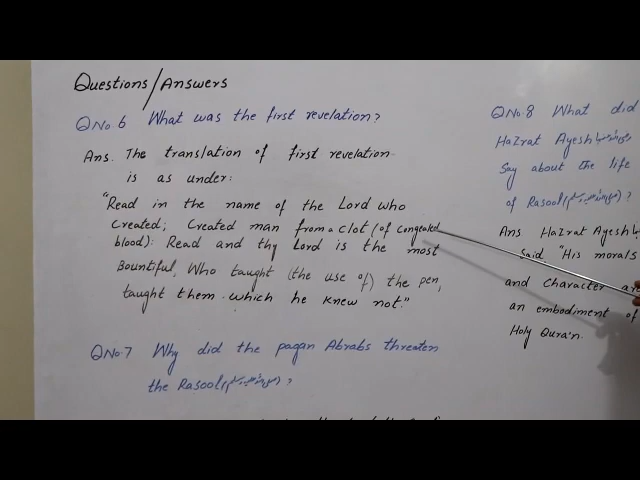 Questions/Answers
QNo.6 What was the first revelation?
Ans. The translation of first revelation
is as under:
"Read in the name of the Lord who
created; Created man from a clot (of congealed
blood): Read and thy Lord is the most
Bountiful, Who taught (the use of) the pen,
taught them which he knew not."
QNo.7 Why did the pagan Abrabs threaten
the Rasool ?
QNo.8 What did
Hazrat Ayesh
Say about the life
of Rasool ?
Ans Hazrat Ayesh
Said "His morals
and character are
an embodiment of
Holy Qura'n.